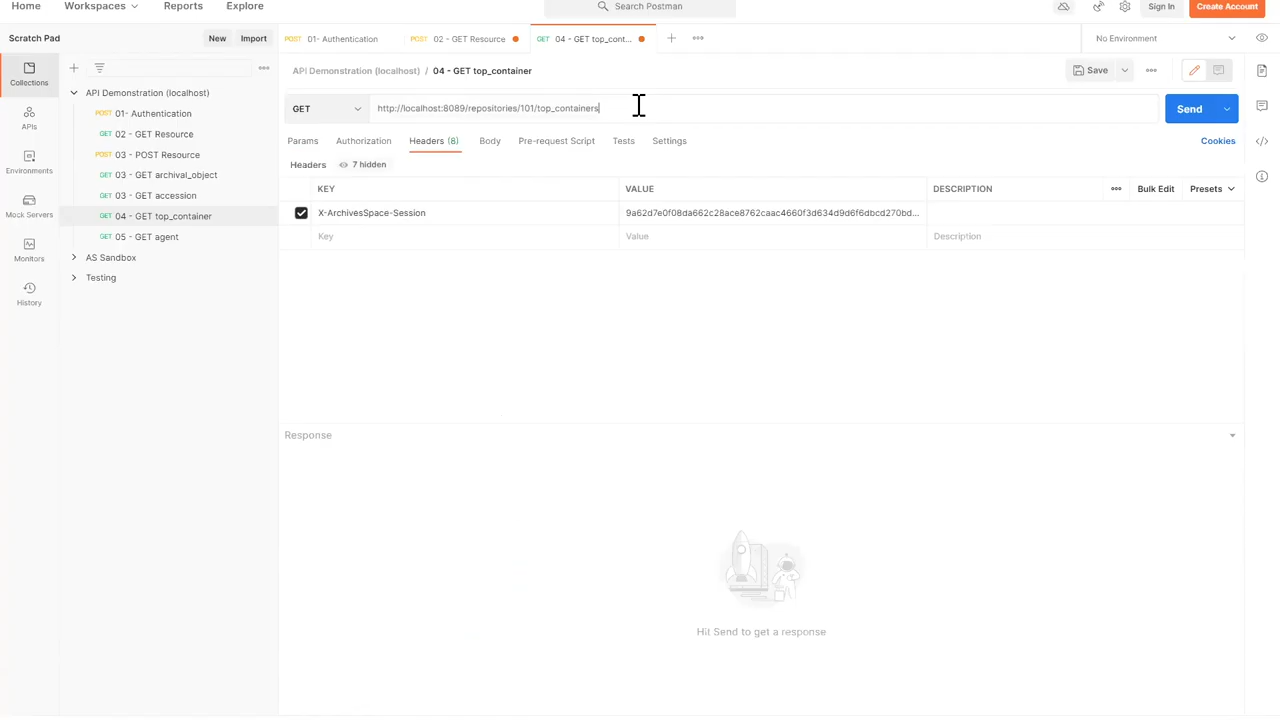 Home Workspaces Reports Explore Search Postman Sign In Create Account
Scratch Pad New Import
POST 01- Authentication POST 02 - GET Resource GET 04 - GET top_cont... No Environment
API Demonstration (localhost) / 04 - GET top_container Save
GET http://localhost:8089/repositories/101/top_containers Send
Params Authorization Headers (8) Body Pre-request Script Tests Settings Cookies
Headers 7 hidden
KEY VALUE DESCRIPTION Bulk Edit Presets
X-ArchivesSpace-Session 9a62d7e0f08da662c28ace8762caac4660f3d634d9d6f6dbcd270bd...
Key Value Description
Collections
APIs
Environments
Mock Servers
Monitors
History
API Demonstration (localhost)
POST 01- Authentication
GET 02 - GET Resource
POST 03 - POST Resource
GET 03 - GET archival_object
GET 03 - GET accession
GET 04 - GET top_container
GET 05 - GET agent
AS Sandbox
Testing
Response
Hit Send to get a response